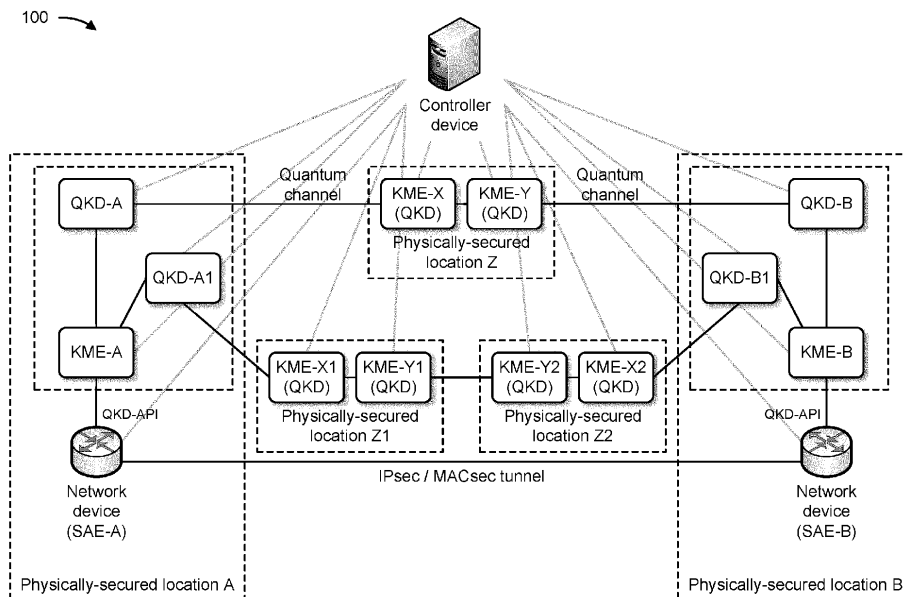 100
Controller
device
Quantum
channel
Quantum
channel
QKD-A
KME-X
(QKD)
KME-Y
(QKD)
QKD-B
Physically-secured
location Z
QKD-A1
QKD-B1
KME-A
KME-X1
(QKD)
KME-Y1
(QKD)
KME-Y2
(QKD)
KME-X2
(QKD)
KME-B
Physically-secured
location Z1
Physically-secured
location Z2
QKD-API
QKD-API
IPsec / MACsec tunnel
Network
device
(SAE-A)
Network
device
(SAE-B)
Physically-secured location A
Physically-secured location B